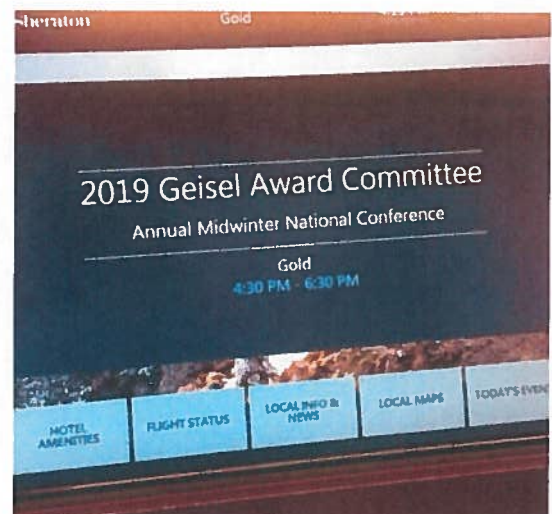 Sheraton
Gold
2019 Geisel Award Committee
Annual Midwinter National Conference
Gold
4:30 PM - 6:30 PM
HOTEL
AMENITIES
FLIGHT STATUS
LOCAL INFO &
NEWS
LOCAL MAPS
TODAY'S